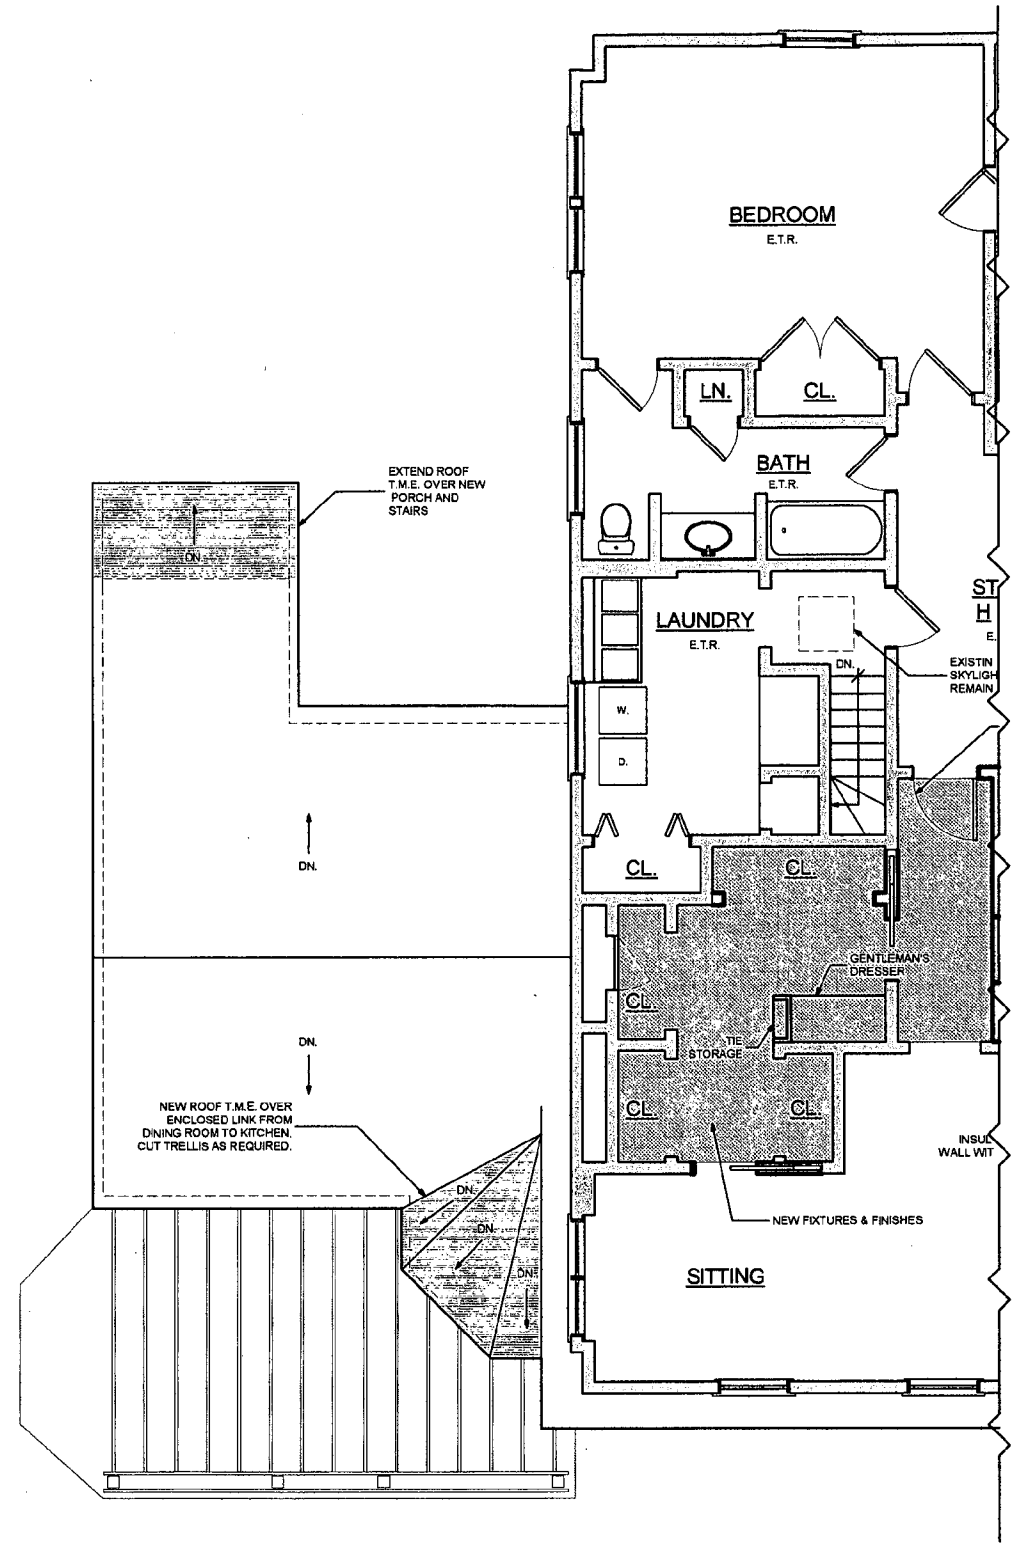 BEDROOM
E.T.R.
LN.
CL.
BATH
E.T.R.
EXTEND ROOF
T.M.E. OVER NEW
PORCH AND
STAIRS
DN.
LAUNDRY
E.T.R.
ST
H
E.
DN.
EXISTIN
SKYLIGH
REMAIN
W.
D.
DN.
CL.
CL.
GENTLEMAN'S
DRESSER
CL.
TIE
STORAGE
DN.
CL.
CL.
NEW ROOF T.M.E. OVER
ENCLOSED LINK FROM
DINING ROOM TO KITCHEN.
CUT TRELLIS AS REQUIRED.
INSUL
WALL WIT
DN.
DN.
DN.
NEW FIXTURES & FINISHES
SITTING